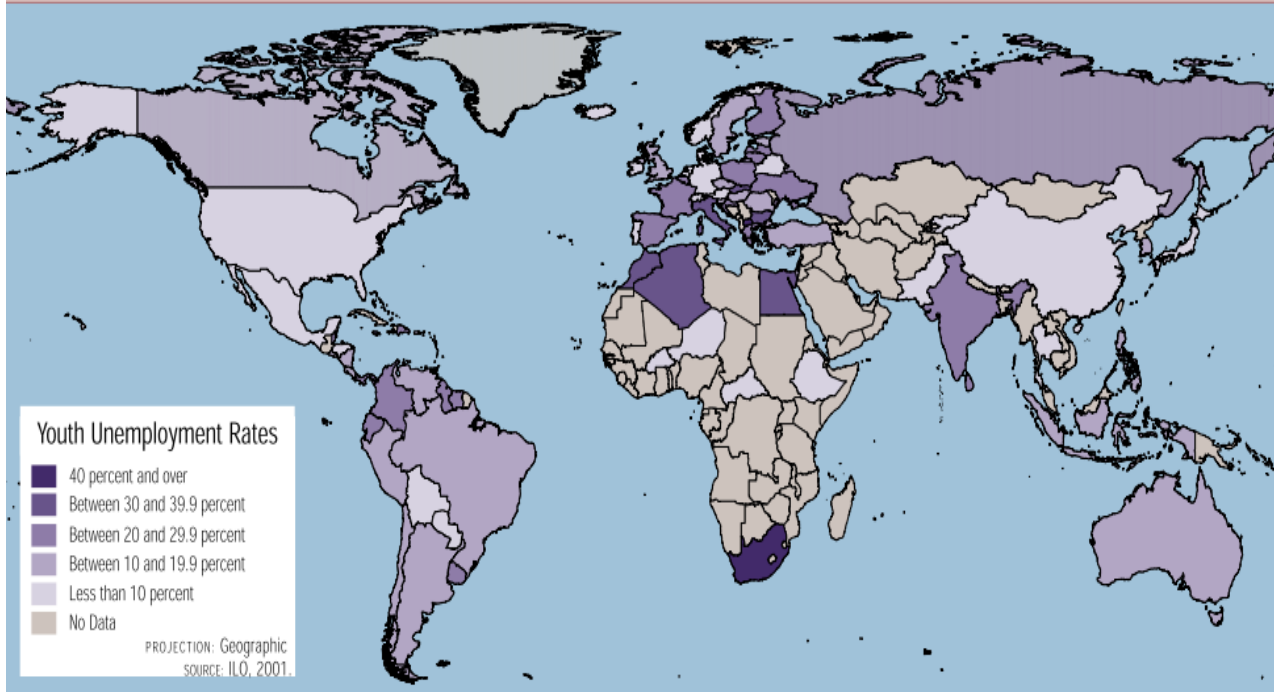 Youth Unemployment Rates
40 percent and over
Between 30 and 39.9 percent
Between 20 and 29.9 percent
Between 10 and 19.9 percent
Less than 10 percent
No Data
PROJECTION: Geographic
SOURCE: ILO, 2001.